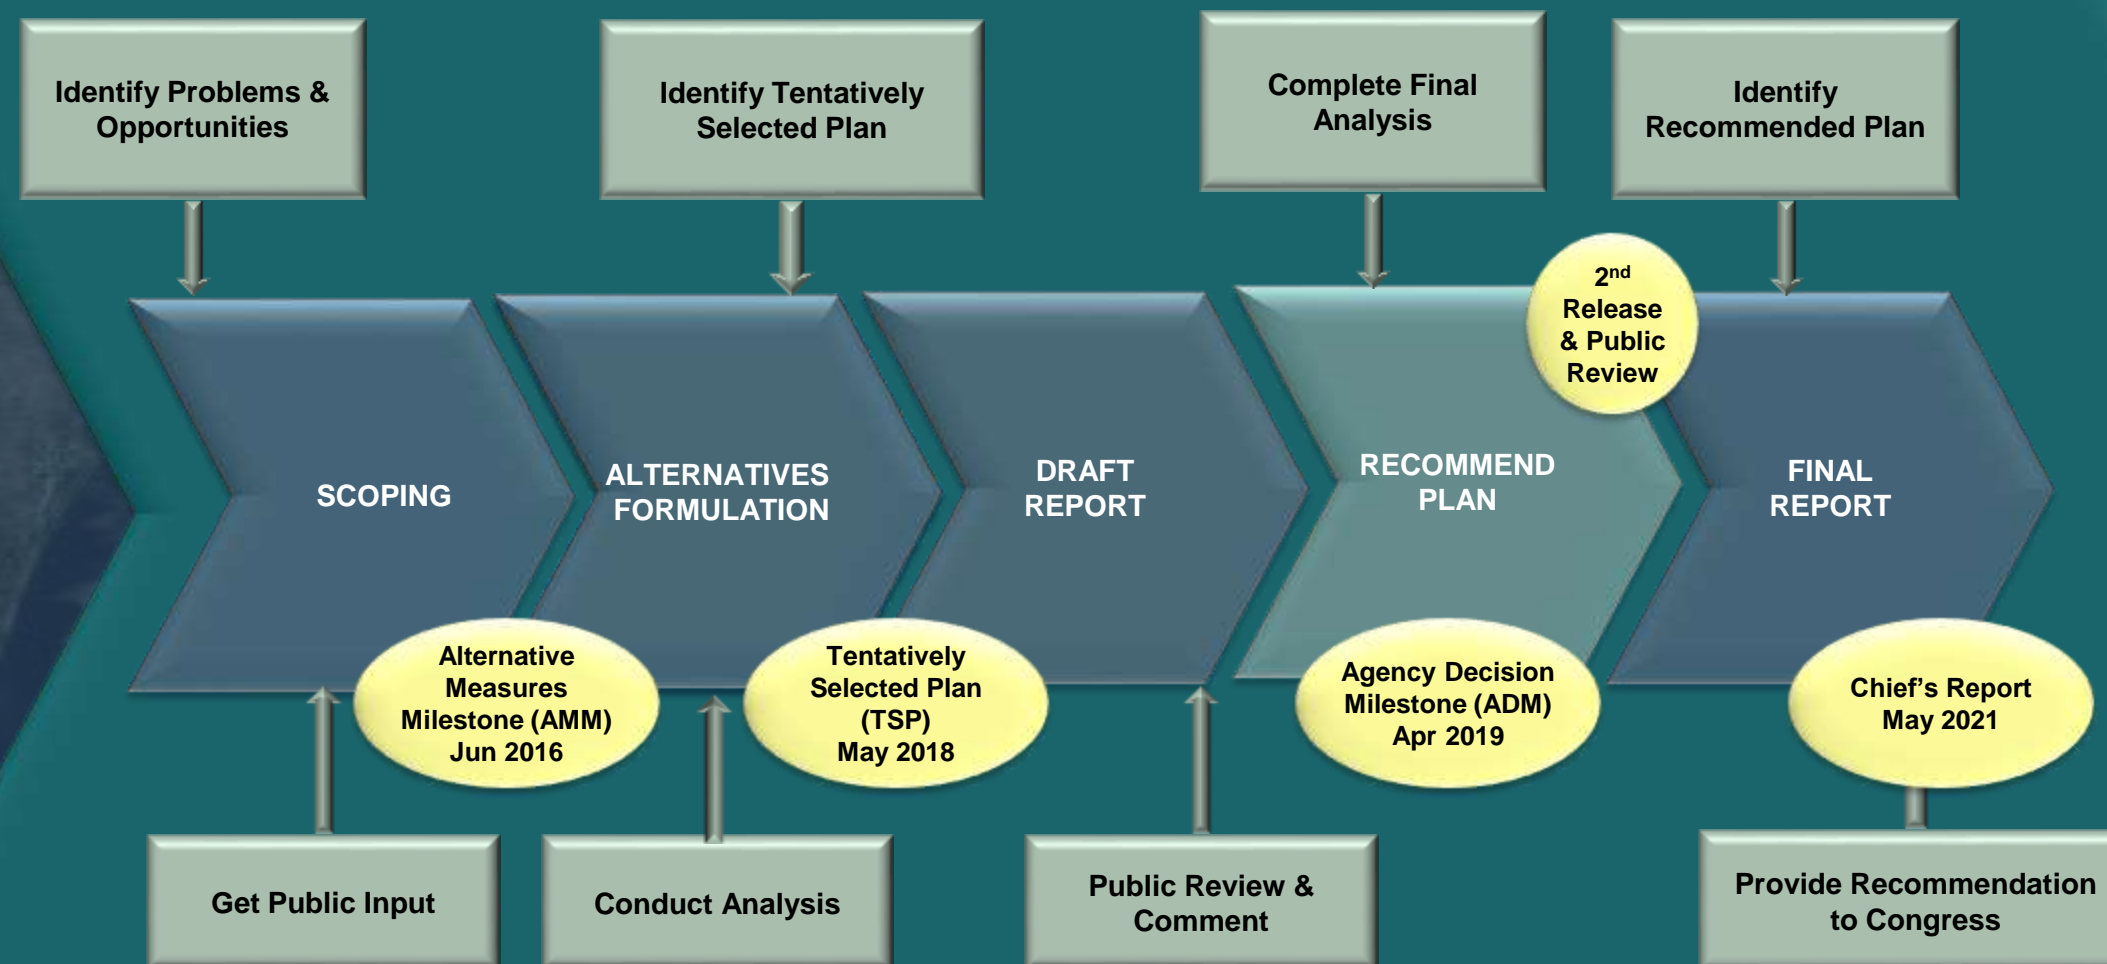 Identify Problems &
Opportunities
Identify Tentatively
Selected Plan
Complete Final
Analysis
Identify
Recommended Plan
2nd
Release
& Public
Review
SCOPING
ALTERNATIVES
FORMULATION
DRAFT
REPORT
RECOMMEND
PLAN
FINAL
REPORT
Alternative
Measures
Milestone (AMM)
Jun 2016
Tentatively
Selected Plan
(TSP)
May 2018
Agency Decision
Milestone (ADM)
Apr 2019
Chief’s Report
May 2021
Get Public Input
Conduct Analysis
Public Review &
Comment
Provide Recommendation
to Congress